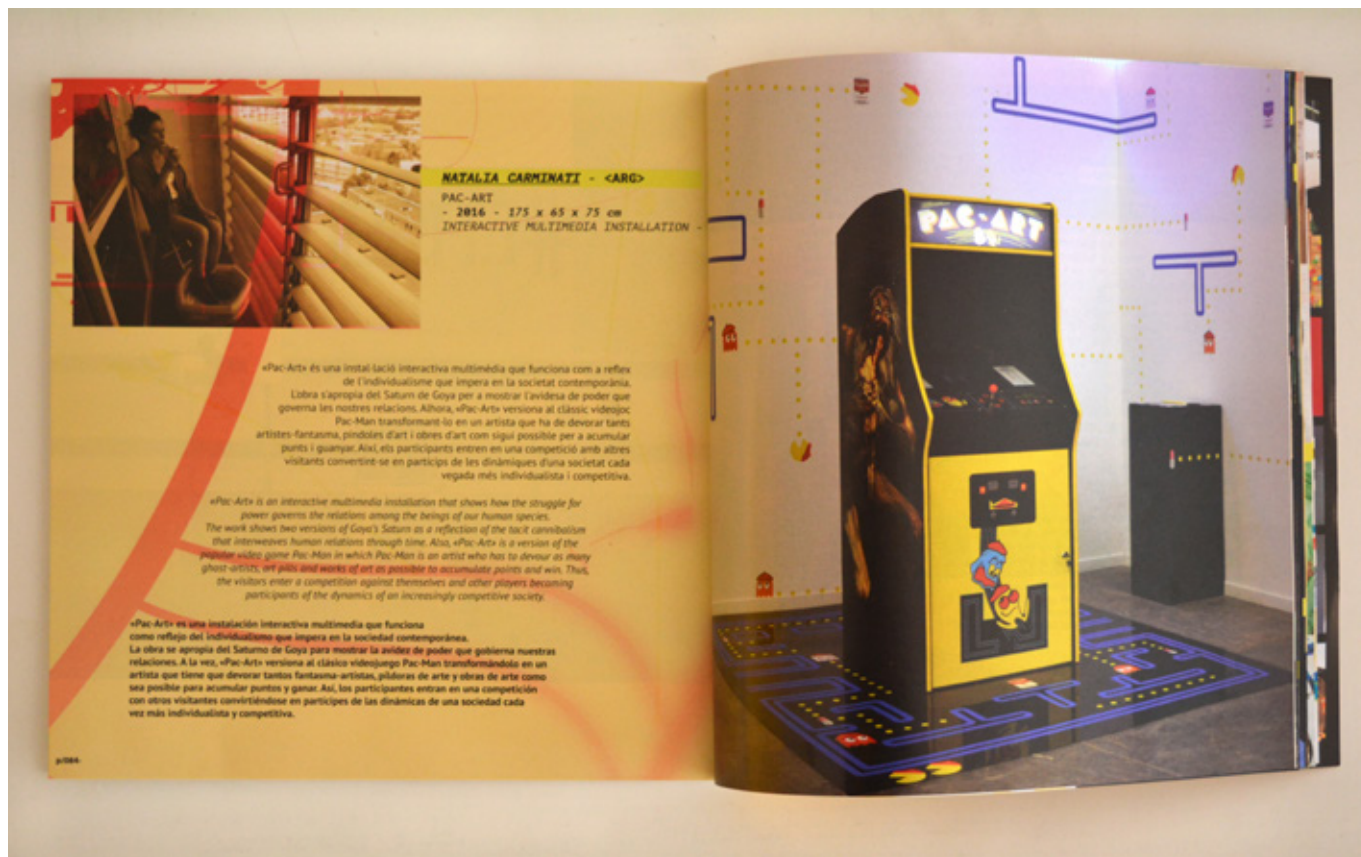 NATALIA CARMINATI - <ARG>
PAC-ART
- 2016 - 175 x 65 x 75 cm
INTERACTIVE MULTIMEDIA INSTALLATION -
«Pac-Art» és una instal·lació interactiva multimèdia que funciona com a reflex
de l'individualisme que impera en la societat contemporània.
L'obra s'apropia del Saturn de Goya per a mostrar l'avidesa de poder que
governa les nostres relacions. Alhora, «Pac-Art» versiona al clàssic videojoc
Pac-Man transformant-lo en un artista que ha de devorar tants
artistes-fantasma, píndoles d'art i obres d'art com sigui possible per a acumular
punts i guanyar. Així, els participants entren en una competició amb altres
visitants convertint-se en partícips de les dinàmiques d'una societat cada
vegada més individualista i competitiva.
«Pac-Art» is an interactive multimedia installation that shows how the struggle for
power governs the relations among the beings of our human species.
The work shows two versions of Goya's Saturn as a reflection of the tacit cannibalism
that interweaves human relations through time. Also, «Pac-Art» is a version of the
popular video game Pac-Man in which Pac-Man is an artist who has to devour as many
ghost-artists, art pills and works of art as possible to accumulate points and win. Thus,
the visitors enter a competition against themselves and other players becoming
participants of the dynamics of an increasingly competitive society.
«Pac-Art» es una instalación interactiva multimedia que funciona
como reflejo del individualismo que impera en la sociedad contemporánea.
La obra se apropia del Saturno de Goya para mostrar la avidez de poder que gobierna nuestras
relaciones. A la vez, «Pac-Art» versiona al clásico videojuego Pac-Man transformándolo en un
artista que tiene que devorar tantos fantasma-artistas, píldoras de arte y obras de arte como
sea posible para acumular puntos y ganar. Así, los participantes entran en una competición
con otros visitantes convirtiéndose en partícipes de las dinámicas de una sociedad cada
vez más individualista y competitiva.
p/084-
PAC-ART